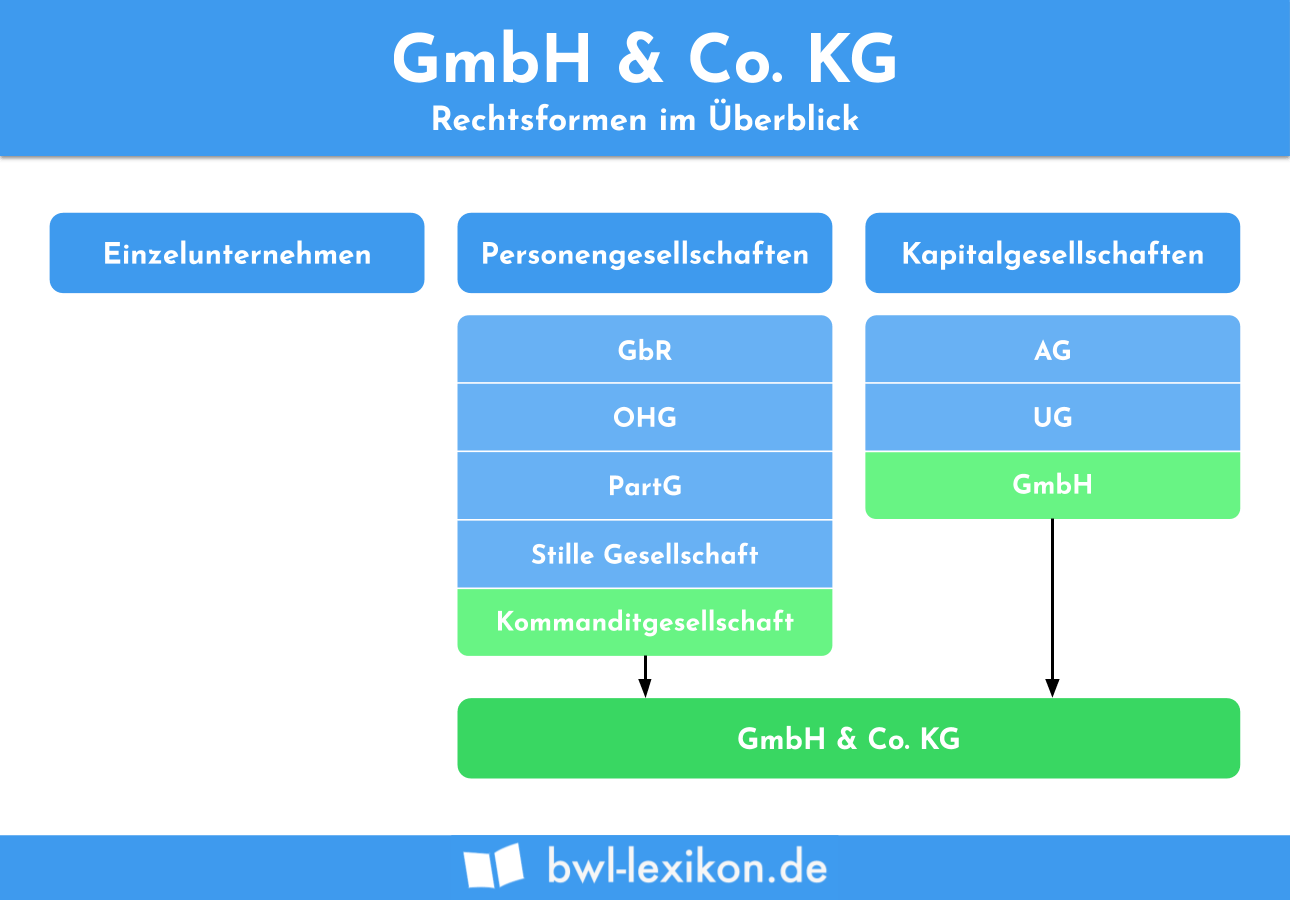 GmbH & Co. KG
Rechtsformen im Überblick
Einzelunternehmen
Personengesellschaften
GbR
OHG
PartG
Stille Gesellschaft
Kommanditgesellschaft
Kapitalgesellschaften
AG
UG
GmbH
GmbH & Co. KG
bwl-lexikon.de